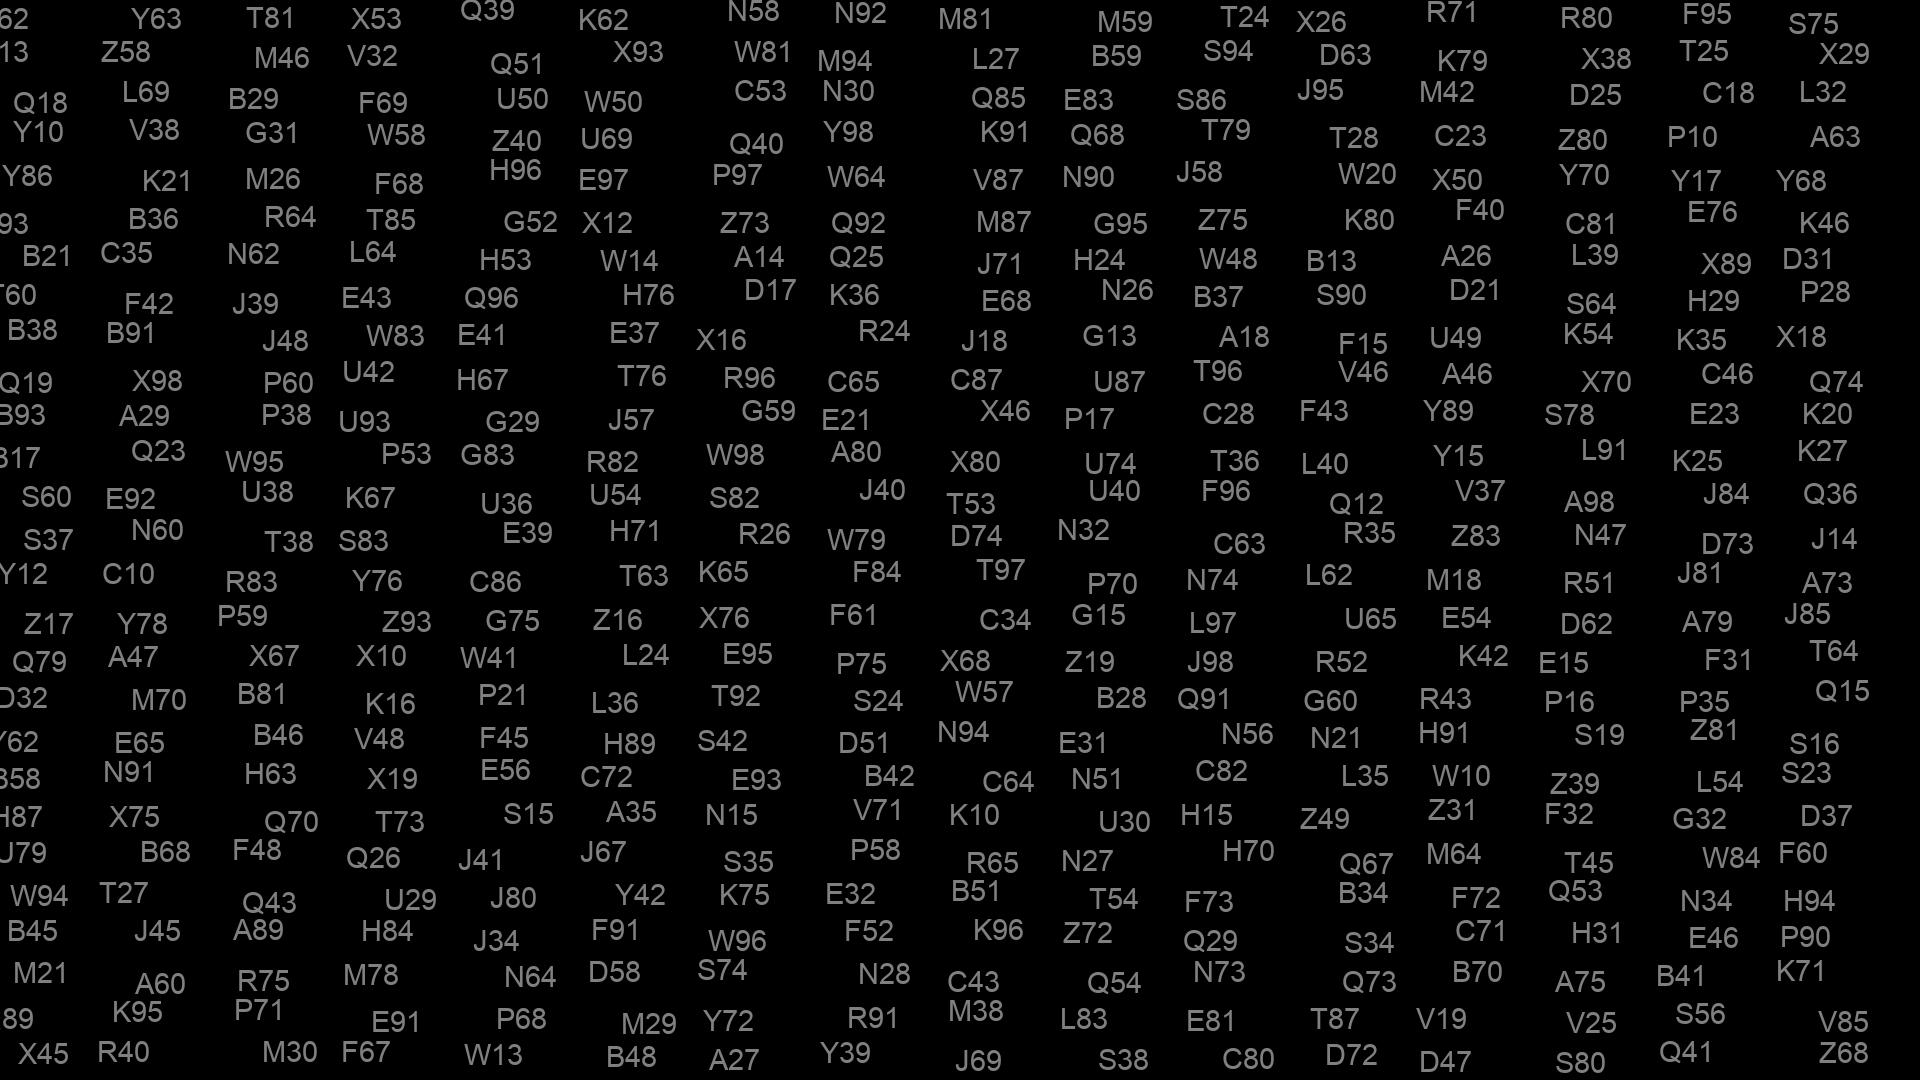 62 Y63 T81 X53 Q39 K62 N58 N92 M81 M59 T24 X26 R71 R80 F95 S75
13 Z58 M46 V32 Q51 X93 W81 M94 L27 B59 S94 D63 K79 X38 T25 X29
Q18 L69 B29 F69 U50 W50 C53 N30 Q85 E83 S86 J95 M42 D25 C18 L32
Y10 V38 G31 W58 Z40 U69 Q40 Y98 K91 Q68 T79 T28 C23 Z80 P10 A63
Y86 K21 M26 F68 H96 E97 P97 W64 V87 N90 J58 W20 X50 Y70 Y17 Y68
93 B36 R64 T85 G52 X12 Z73 Q92 M87 G95 Z75 K80 F40 C81 E76 K46
B21 C35 N62 L64 H53 W14 A14 Q25 J71 H24 W48 B13 A26 L39 X89 D31
T60 F42 J39 E43 Q96 H76 D17 K36 E68 N26 B37 S90 D21 S64 H29 P28
B38 B91 J48 W83 E41 E37 X16 R24 J18 G13 A18 F15 U49 K54 K35 X18
Q19 X98 P60 U42 H67 T76 R96 C65 C87 U87 T96 V46 A46 X70 C46 Q74
B93 A29 P38 U93 G29 J57 G59 E21 X46 P17 C28 F43 Y89 S78 E23 K20
B17 Q23 W95 P53 G83 R82 W98 A80 X80 U74 T36 L40 Y15 L91 K25 K27
S60 E92 U38 K67 U36 U54 S82 J40 T53 U40 F96 Q12 V37 A98 J84 Q36
S37 N60 T38 S83 E39 H71 R26 W79 D74 N32 C63 R35 Z83 N47 D73 J14
Y12 C10 R83 Y76 C86 T63 K65 F84 T97 P70 N74 L62 M18 R51 J81 A73
Z17 Y78 P59 Z93 G75 Z16 X76 F61 C34 G15 L97 U65 E54 D62 A79 J85
Q79 A47 X67 X10 W41 L24 E95 P75 X68 Z19 J98 R52 K42 E15 F31 T64
D32 M70 B81 K16 P21 L36 T92 S24 W57 B28 Q91 G60 R43 P16 P35 Q15
Y62 E65 B46 V48 F45 H89 S42 D51 N94 E31 N56 N21 H91 S19 Z81 S16
B58 N91 H63 X19 E56 C72 E93 B42 C64 N51 C82 L35 W10 Z39 L54 S23
H87 X75 Q70 T73 S15 A35 N15 V71 K10 U30 H15 Z49 Z31 F32 G32 D37
U79 B68 F48 Q26 J41 J67 S35 P58 R65 N27 H70 Q67 M64 T45 W84 F60
W94 T27 Q43 U29 J80 Y42 K75 E32 B51 T54 F73 B34 F72 Q53 N34 H94
B45 J45 A89 H84 J34 F91 W96 F52 K96 Z72 Q29 S34 C71 H31 E46 P90
M21 A60 R75 M78 N64 D58 S74 N28 C43 Q54 N73 Q73 B70 A75 B41 K71
89 K95 P71 E91 P68 M29 Y72 R91 M38 L83 E81 T87 V19 V25 S56 V85
X45 R40 M30 F67 W13 B48 A27 Y39 J69 S38 C80 D72 D47 S80 Q41 Z68